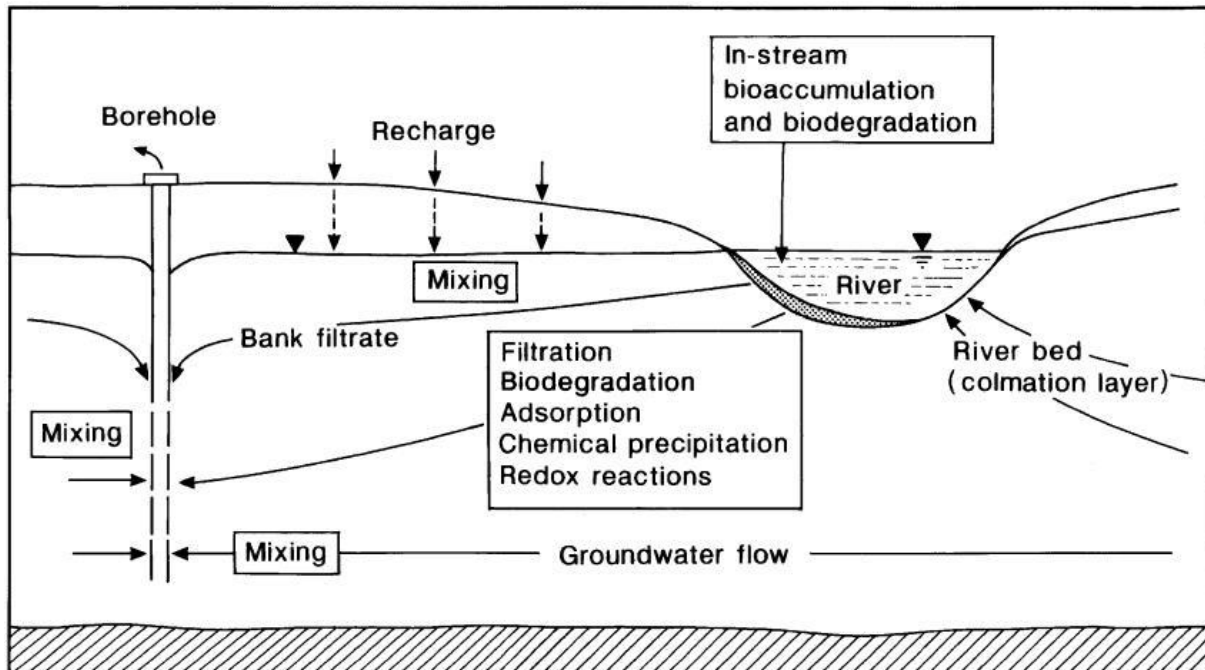 In-stream
bioaccumulation
and biodegradation
Borehole
Recharge
Mixing
River
Bank filtrate
Filtration
Biodegradation
Adsorption
Chemical precipitation
Redox reactions
River bed
(colmation layer)
Mixing
Mixing
Groundwater flow